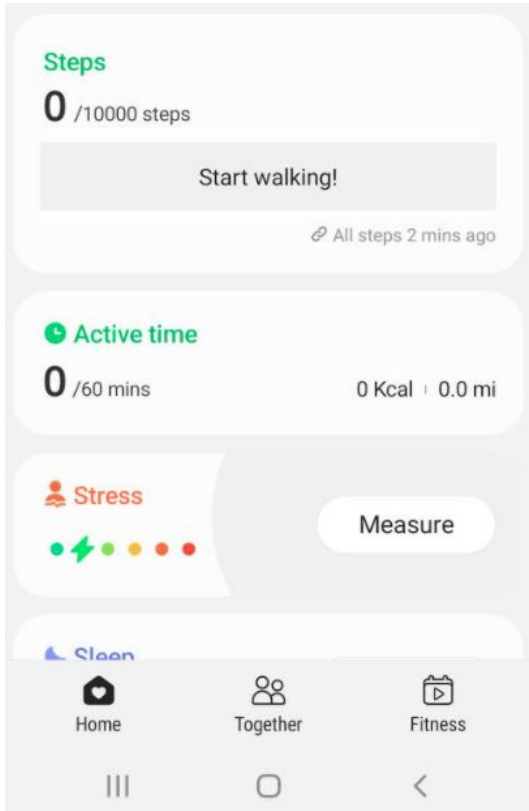 Steps
0 /10000 steps
Start walking!
All steps 2 mins ago
Active time
0 /60 mins
0 Kcal | 0.0 mi
Stress
Measure
Sleep
Home
Together
Fitness